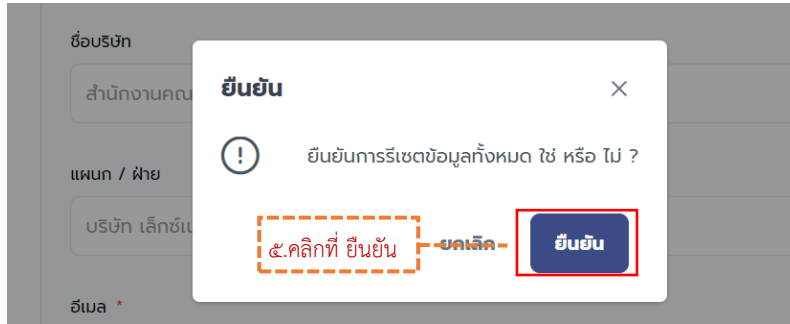 ชื่อบริษัท
สำนักงานคณ
ยืนยัน
ยืนยันการรีเซตข้อมูลทั้งหมด ใช่ หรือ ไม่ ?
แผนก / ฝ่าย
บริษัท เล็กซ์เน
๕.คลิกที่ ยืนยัน
ยกเลิก
ยืนยัน
อีเมล *